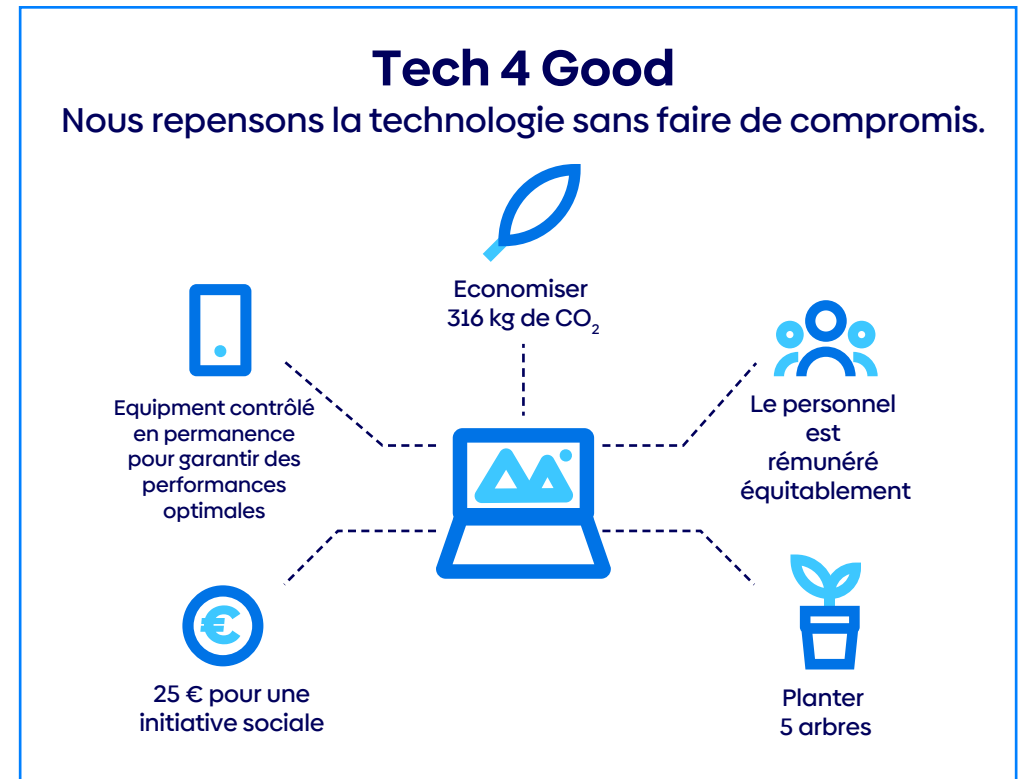 Tech 4 Good
Nous repensons la technologie sans faire de compromis.
Economiser
316 kg de CO₂
Equipment contrôlé
en permanence
pour garantir des
performances
optimales
Le personnel
est
rémunéré
équitablement
25 € pour une
initiative sociale
Planter
5 arbres